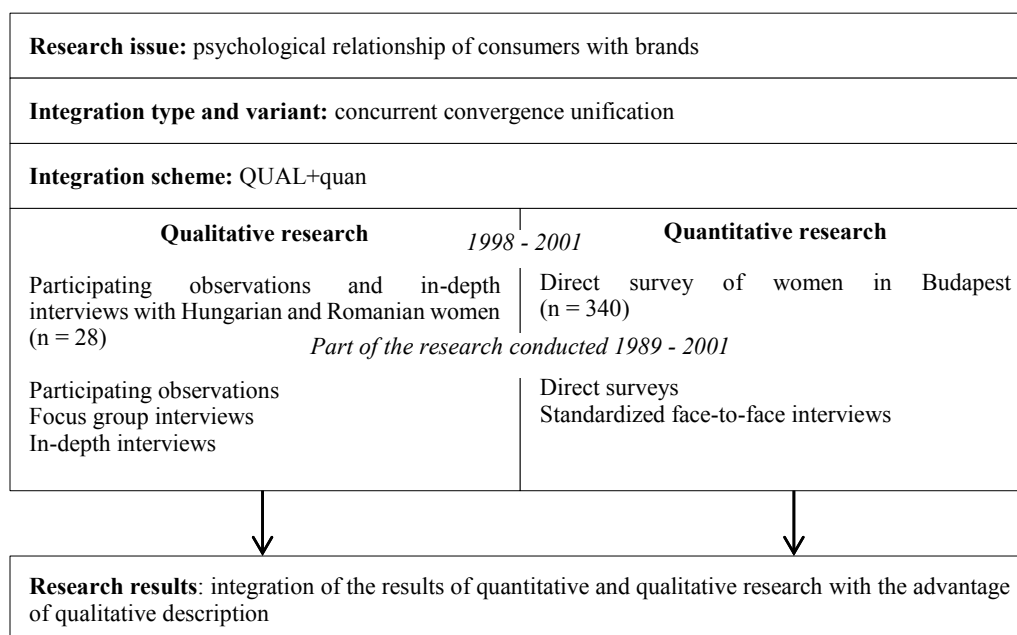 Research issue: psychological relationship of consumers with brands
Integration type and variant: concurrent convergence unification
Integration scheme: QUAL+quan
Qualitative research
Quantitative research
1998 - 2001
Participating observations and in-depth
interviews with Hungarian and Romanian women
(n = 28)
Direct survey of women in Budapest
(n = 340)
Part of the research conducted 1989 - 2001
Participating observations
Focus group interviews
In-depth interviews
Direct surveys
Standardized face-to-face interviews
Research results: integration of the results of quantitative and qualitative research with the advantage
of qualitative description